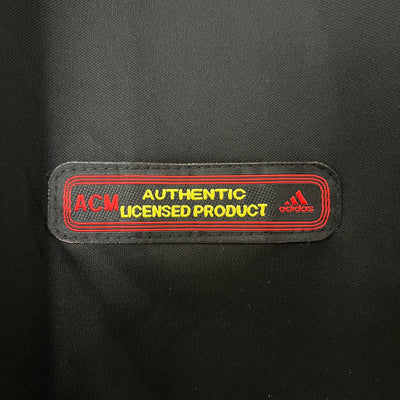 ACM
AUTHENTIC
LICENSED PRODUCT
adidas